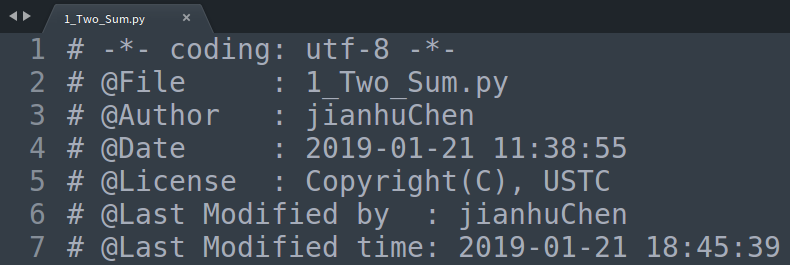 1_Two_Sum.py ×
1 # -*- coding: utf-8 -*-
2 # @File     : 1_Two_Sum.py
3 # @Author   : jianhuChen
4 # @Date     : 2019-01-21 11:38:55
5 # @License  : Copyright(C), USTC
6 # @Last Modified by  : jianhuChen
7 # @Last Modified time: 2019-01-21 18:45:39